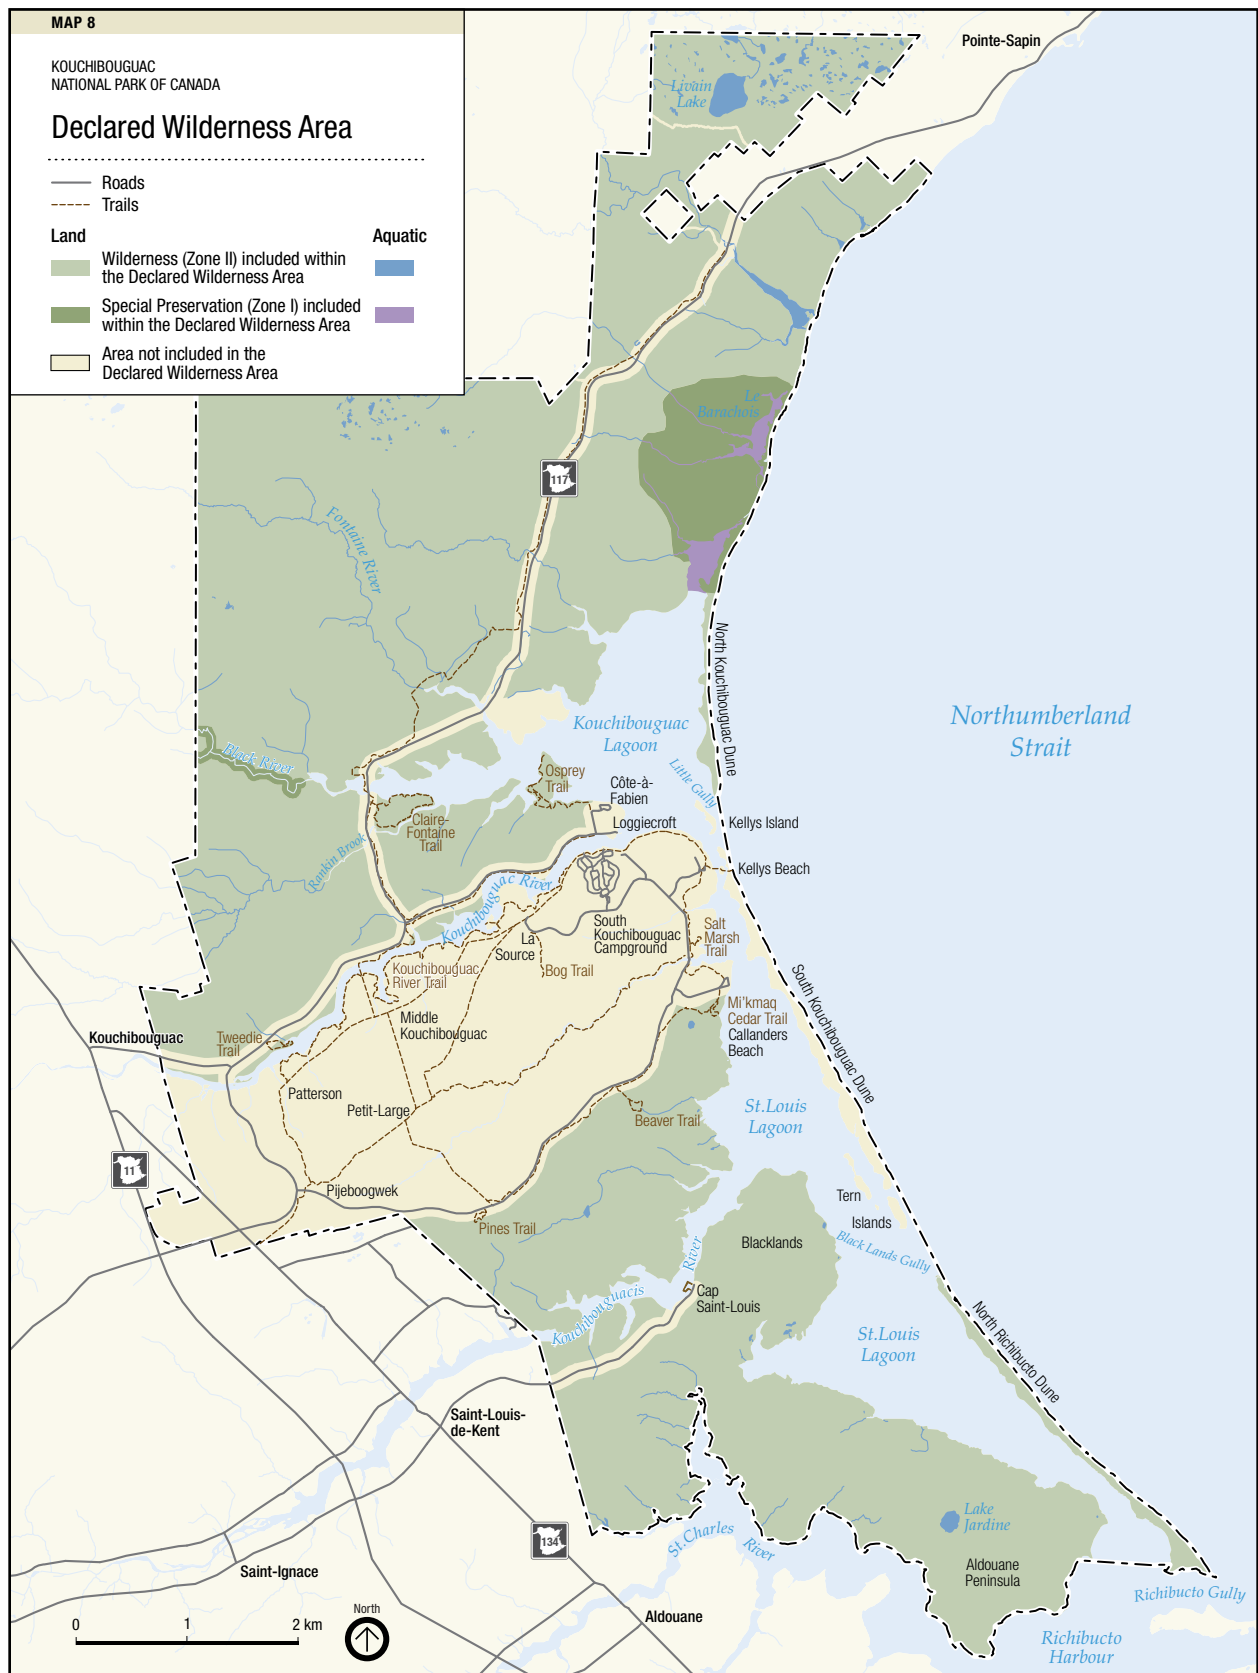 MAP 8
KOUCHIBOUGUAC
NATIONAL PARK OF CANADA
Declared Wilderness Area
Roads
Trails
Land
Aquatic
Wilderness (Zone II) included within
the Declared Wilderness Area
Special Preservation (Zone I) included
within the Declared Wilderness Area
Area not included in the
Declared Wilderness Area
Pointe-Sapin
Livain
Lake
Le
Barachois
117
Fontaine River
North Kouchibouguac Dune
Kouchibouguac
Lagoon
Northumberland
Strait
Black River
Osprey
Trail
Little Gully
Côte-à-
Fabien
Claire-
Fontaine
Trail
Loggiecroft
Kellys Island
Rankin Brook
Kellys Beach
Kouchibouguac River
South
Kouchibouguac
Campground
Salt
Marsh
Trail
La
Source
Bog Trail
Kouchibouguac
River Trail
South Kouchibouguac Dune
Mi'kmaq
Cedar Trail
Callanders
Beach
Middle
Kouchibouguac
Kouchibouguac
Tweedie
Trail
Patterson
Petit-Large
Beaver Trail
St.Louis
Lagoon
11
Pijeboogwek
Tern
Islands
Pines Trail
Blacklands
Black Lands Gully
Kouchibouguacis
River
Cap
Saint-Louis
North Richibucto Dune
St.Louis
Lagoon
Saint-Louis-
de-Kent
Lake
Jardine
134
St.Charles
River
Saint-Ignace
Aldouane
Peninsula
Richibucto Gully
Aldouane
Richibucto
Harbour
0
1
2 km
North